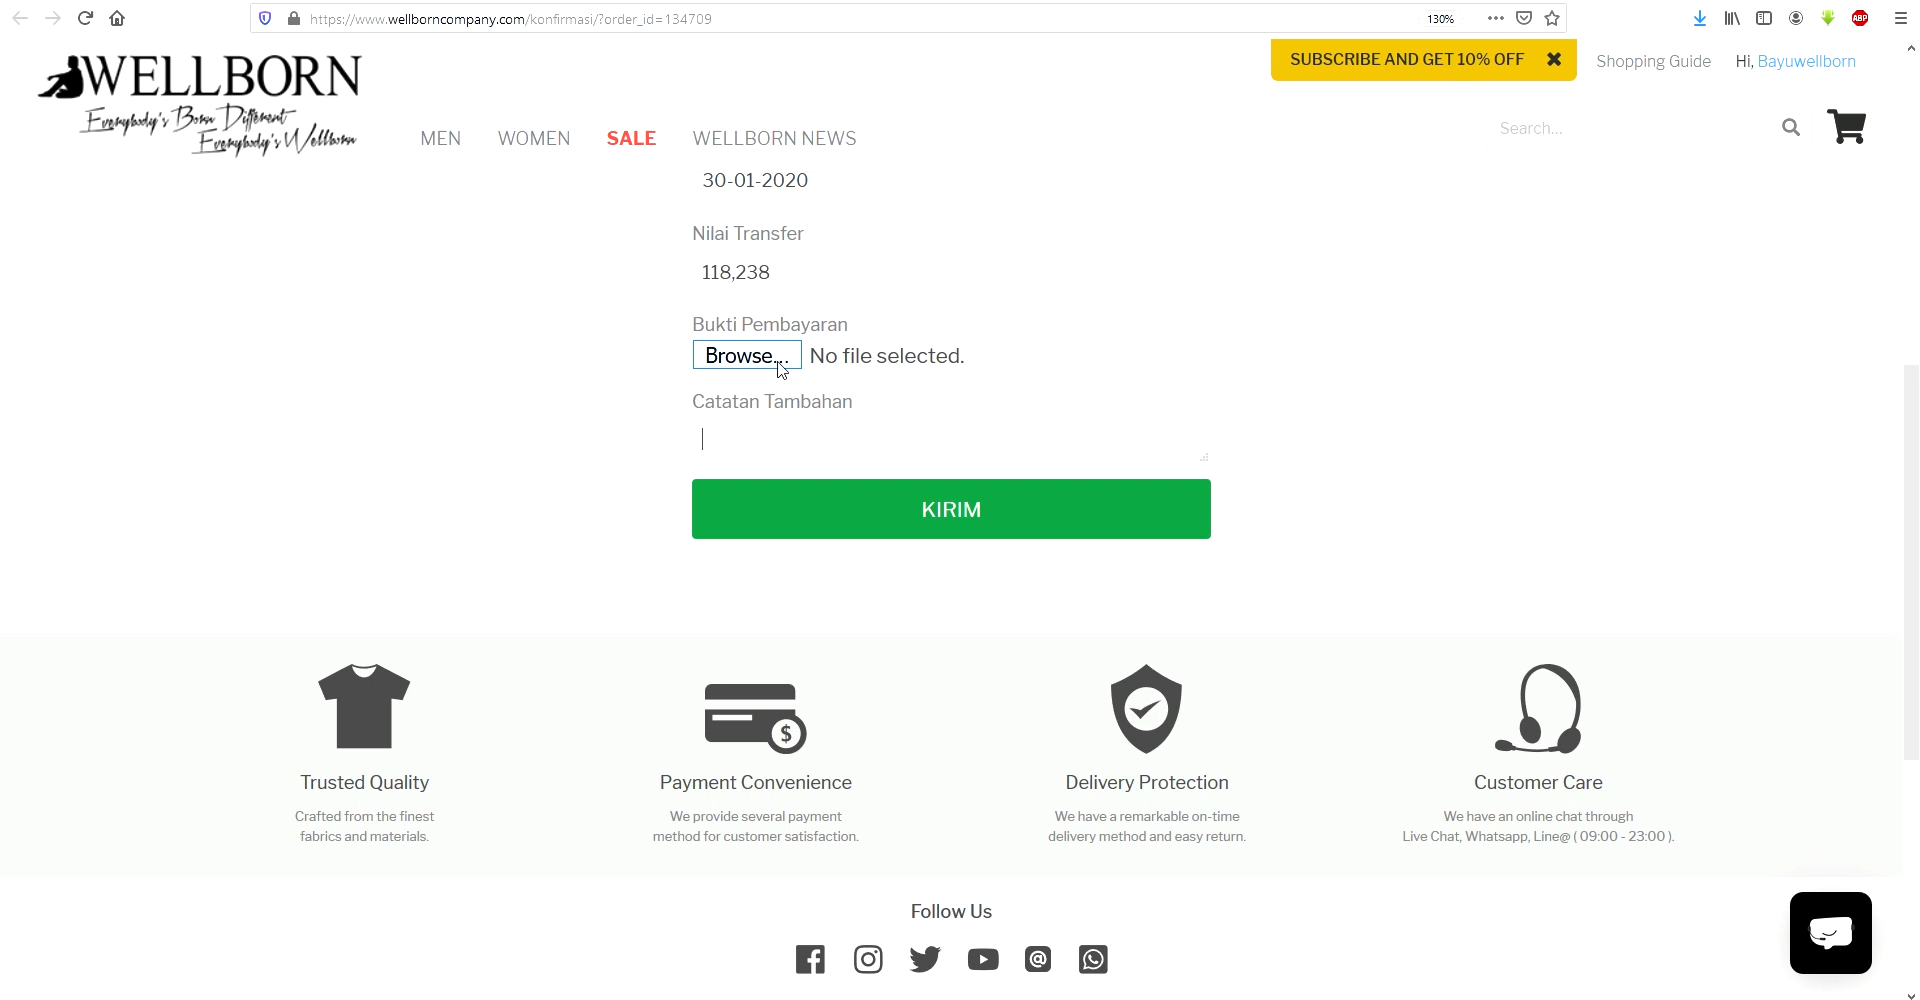 https://www.wellborncompany.com/konfirmasi/?order_id=134709
130%
ABP
SUBSCRIBE AND GET 10% OFF
Shopping Guide
Hi, Bayuwellborn
WELLBORN
Everybody's Born Different
Everybody's Wellborn
MEN
WOMEN
SALE
WELLBORN NEWS
Search...
30-01-2020
Nilai Transfer
118,238
Bukti Pembayaran
Browse... No file selected.
Catatan Tambahan
KIRIM
$
Trusted Quality
Crafted from the finest
fabrics and materials.
Payment Convenience
We provide several payment
method for customer satisfaction.
Delivery Protection
We have a remarkable on-time
delivery method and easy return.
Customer Care
We have an online chat through
Live Chat, Whatsapp, Line@ ( 09:00 - 23:00 ).
Follow Us